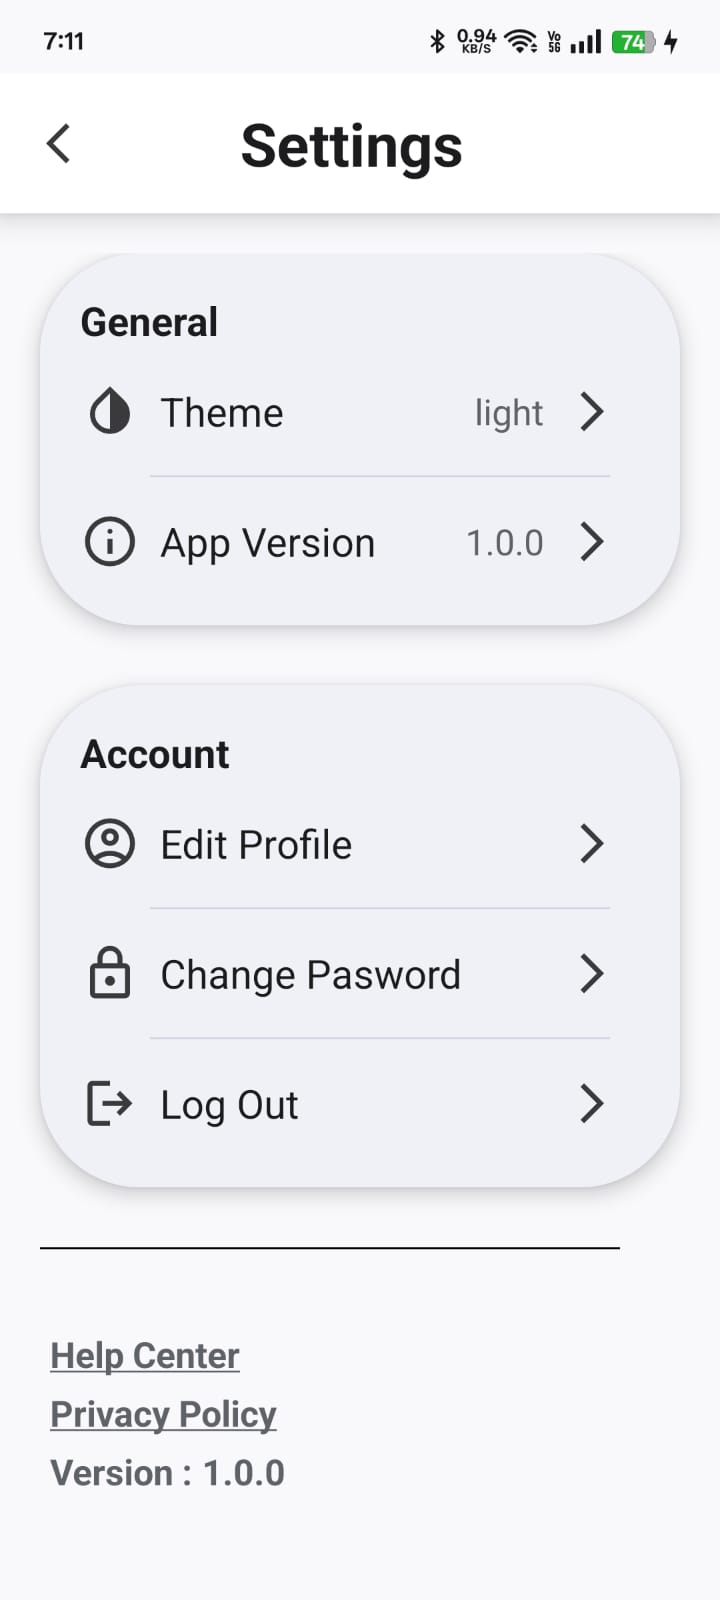 7:11
0.94 KB/S Vo 5G 74
Settings
General
Theme light
App Version 1.0.0
Account
Edit Profile
Change Pasword
Log Out
Help Center
Privacy Policy
Version : 1.0.0